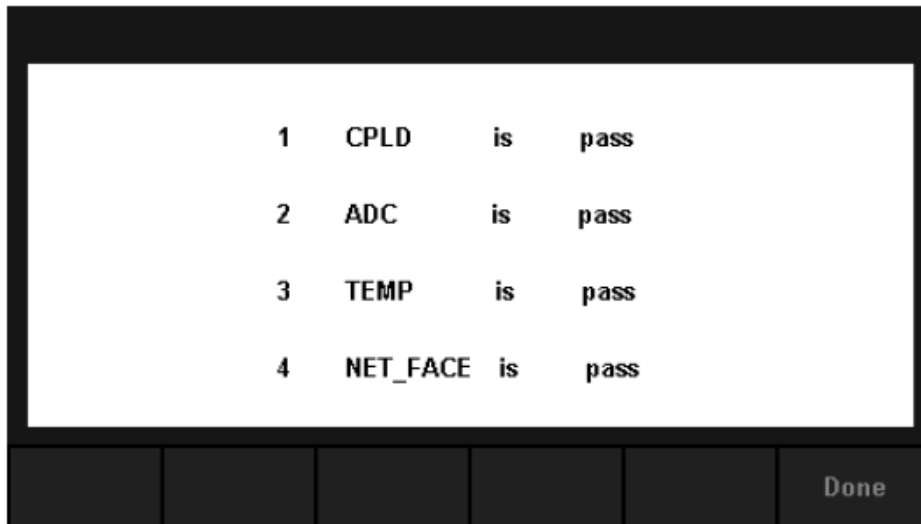 1 CPLD is pass
2 ADC is pass
3 TEMP is pass
4 NET_FACE is pass
Done